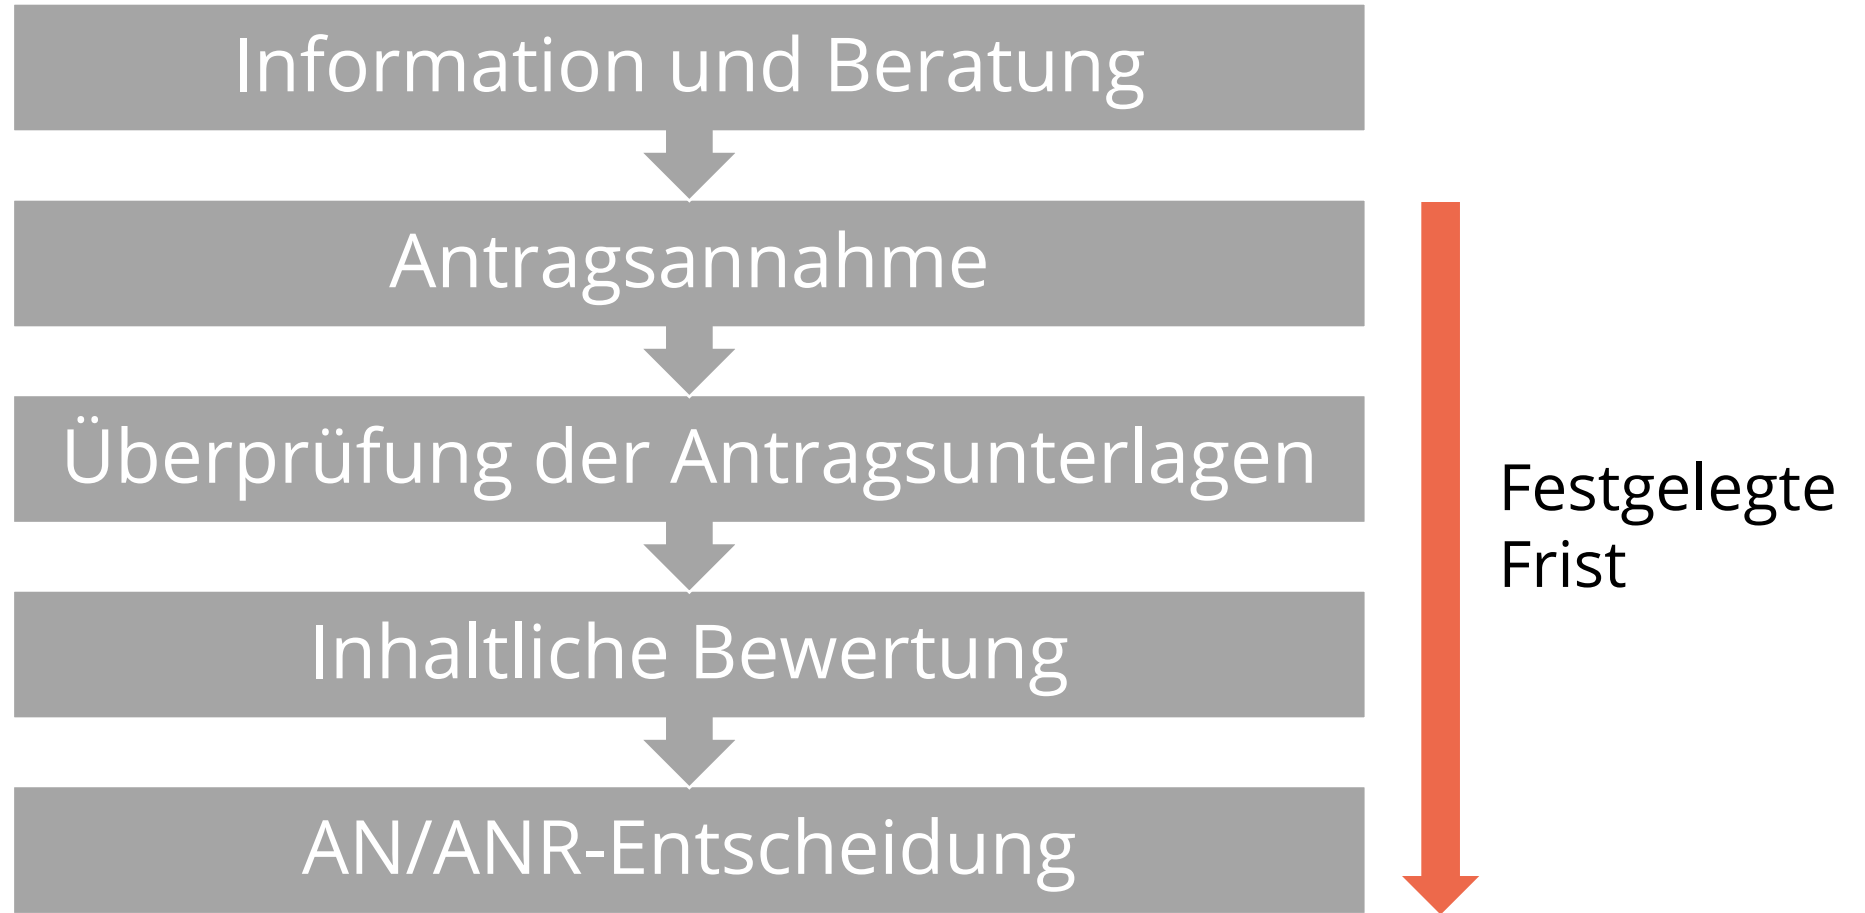 Information und Beratung
Antragsannahme
Überprüfung der Antragsunterlagen
Festgelegte
Frist
Inhaltliche Bewertung
AN/ANR-Entscheidung